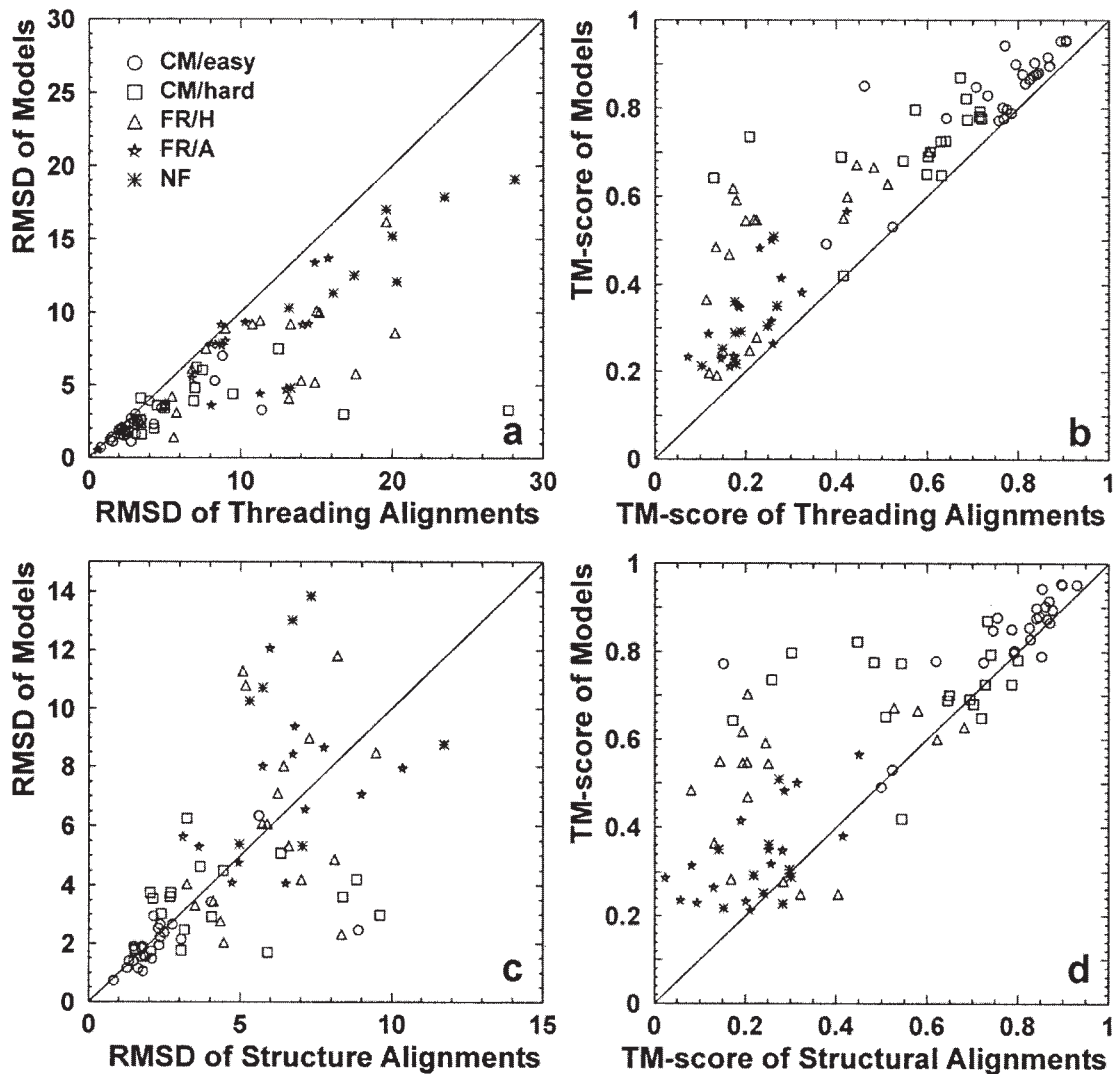 RMSD of Models
30
25
20
15
10
5
0
CM/easy
CM/hard
FR/H
FR/A
NF
a
0 10 20 30
RMSD of Threading Alignments
TM-score of Models
1
0.8
0.6
0.4
0.2
0
b
0 0.2 0.4 0.6 0.8 1
TM-score of Threading Alignments
RMSD of Models
14
12
10
8
6
4
2
0
c
0 5 10 15
RMSD of Structure Alignments
TM-score of Models
1
0.8
0.6
0.4
0.2
0
d
0 0.2 0.4 0.6 0.8 1
TM-score of Structural Alignments